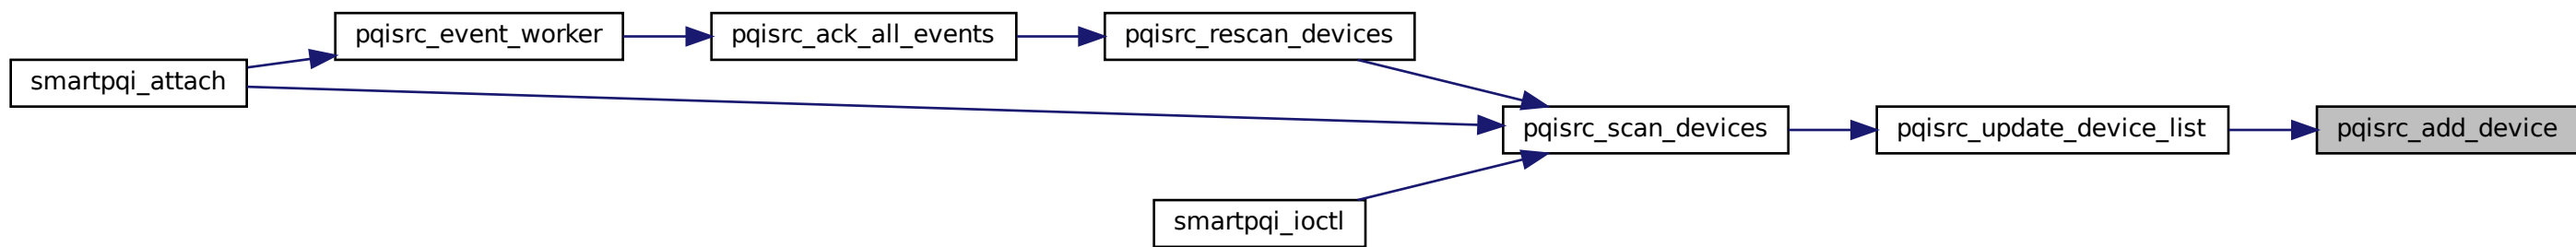 pqisrc_event_worker
pqisrc_ack_all_events
pqisrc_rescan_devices
smartpqi_attach
pqisrc_scan_devices
pqisrc_update_device_list
pqisrc_add_device
smartpqi_ioctl